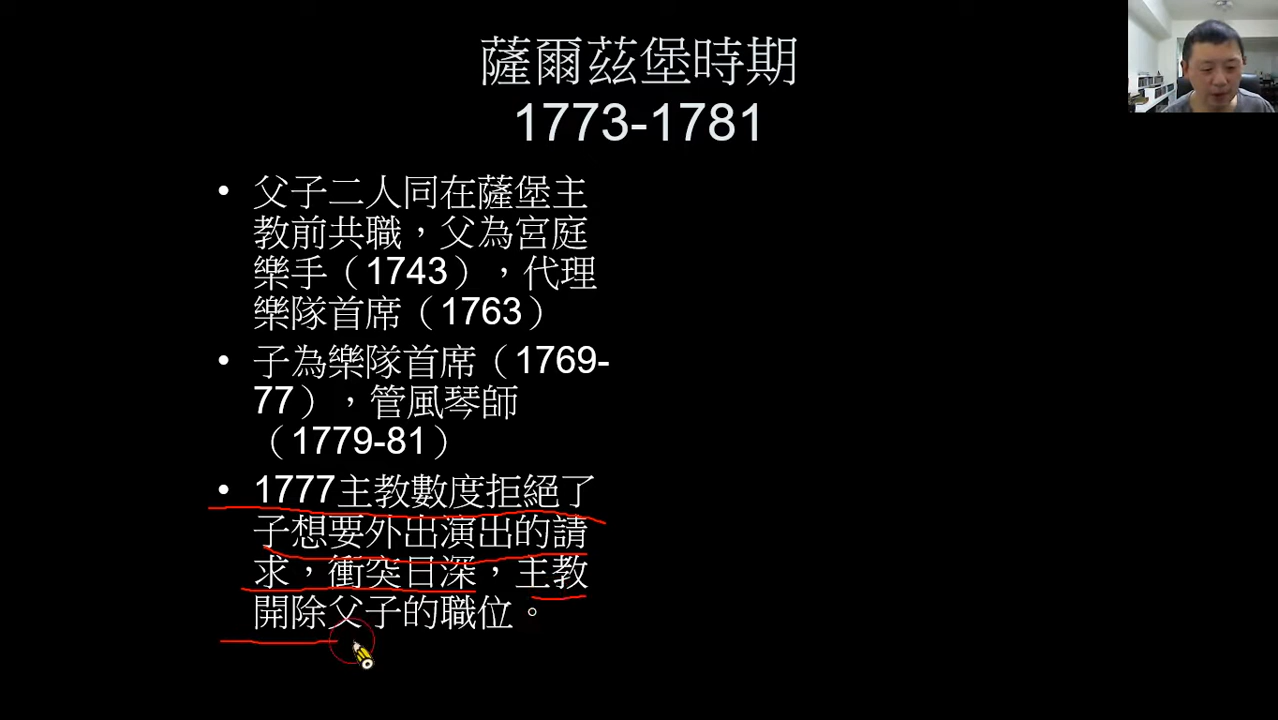 薩爾茲堡時期
1773-1781
• 父子二人同在薩堡主
教前共職，父為宮庭
樂手（1743），代理
樂隊首席（1763）
• 子為樂隊首席（1769-
77），管風琴師
（1779-81）
• 1777主教數度拒絕了
子想要外出演出的請
求，衝突日深，主教
開除父子的職位。